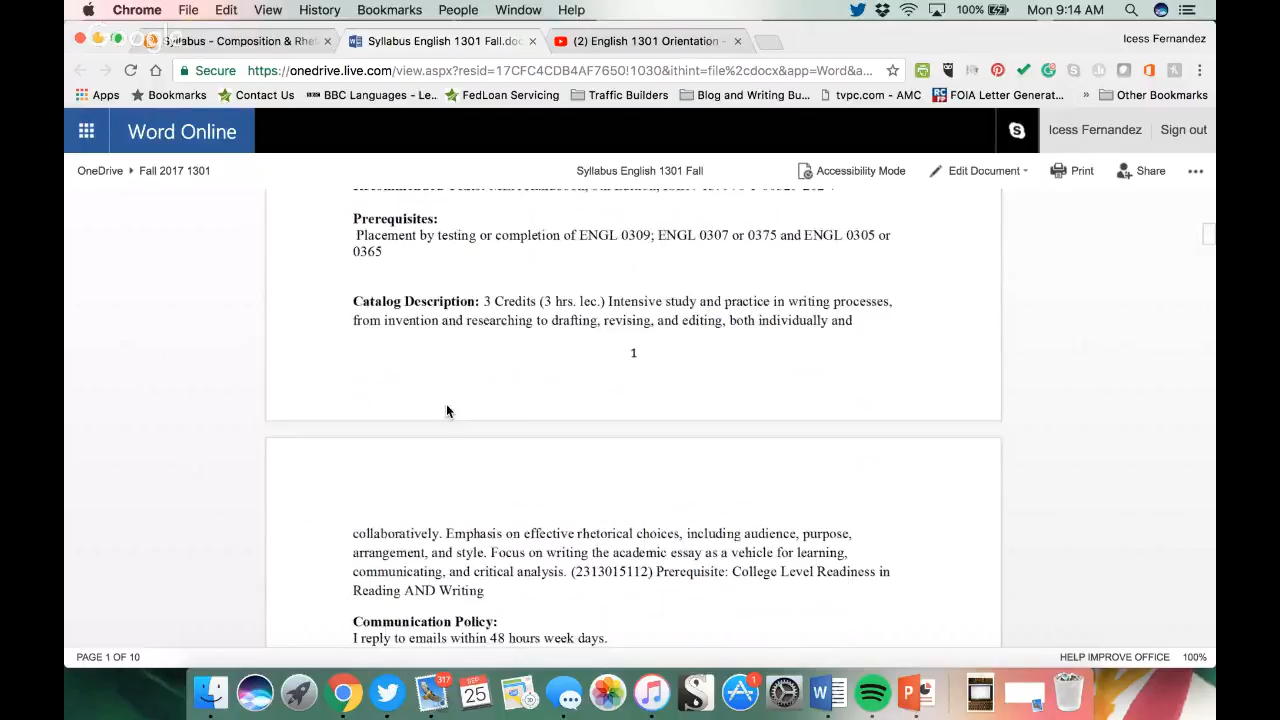 Chrome File Edit View History Bookmarks People Window Help 100% Mon 9:14 AM
Syllabus - Composition & Rhe Syllabus English 1301 Fall.doc (2) English 1301 Orientation - Icess Fernandez
Secure https://onedrive.live.com/view.aspx?resid=17CFC4CDB4AF7650!1030&ithint=file%2cdocx&app=Word&a...
Apps Bookmarks Contact Us BBC Languages - Le... FedLoan Servicing Traffic Builders Blog and Writing Bu... tvpc.com - AMC FOIA Letter Generat... » Other Bookmarks
Word Online Icess Fernandez Sign out
OneDrive Fall 2017 1301 Syllabus English 1301 Fall Accessibility Mode Edit Document Print Share
Prerequisites:
Placement by testing or completion of ENGL 0309; ENGL 0307 or 0375 and ENGL 0305 or
0365
Catalog Description: 3 Credits (3 hrs. lec.) Intensive study and practice in writing processes,
from invention and researching to drafting, revising, and editing, both individually and
1
collaboratively. Emphasis on effective rhetorical choices, including audience, purpose,
arrangement, and style. Focus on writing the academic essay as a vehicle for learning,
communicating, and critical analysis. (2313015112) Prerequisite: College Level Readiness in
Reading AND Writing
Communication Policy:
I reply to emails within 48 hours week days.
PAGE 1 OF 10 HELP IMPROVE OFFICE 100%
317 SEP 25 1